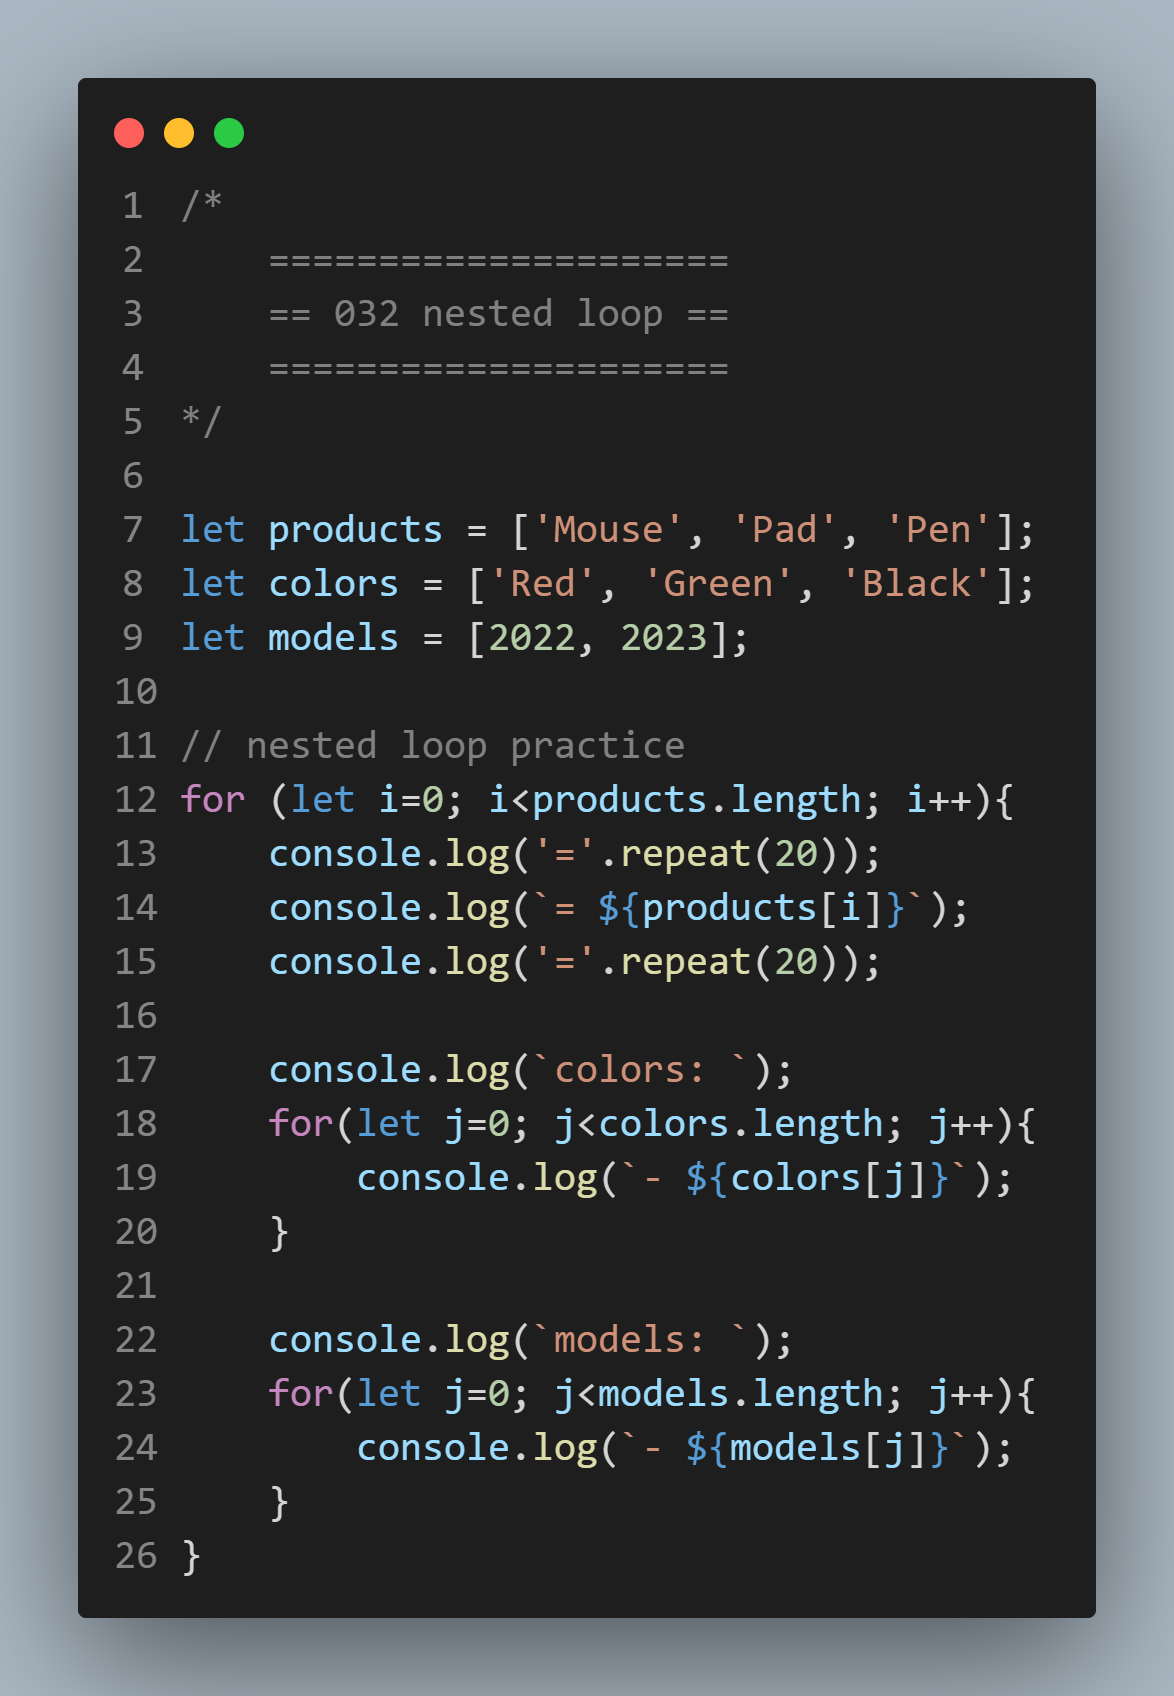 1 /*
2     =====================
3     == 032 nested loop ==
4     =====================
5 */
6
7 let products = ['Mouse', 'Pad', 'Pen'];
8 let colors = ['Red', 'Green', 'Black'];
9 let models = [2022, 2023];
10
11 // nested loop practice
12 for (let i=0; i<products.length; i++){
13     console.log('='.repeat(20));
14     console.log(`= ${products[i]}`);
15     console.log('='.repeat(20));
16
17     console.log(`colors: `);
18     for(let j=0; j<colors.length; j++){
19         console.log(`- ${colors[j]}`);
20     }
21
22     console.log(`models: `);
23     for(let j=0; j<models.length; j++){
24         console.log(`- ${models[j]}`);
25     }
26 }